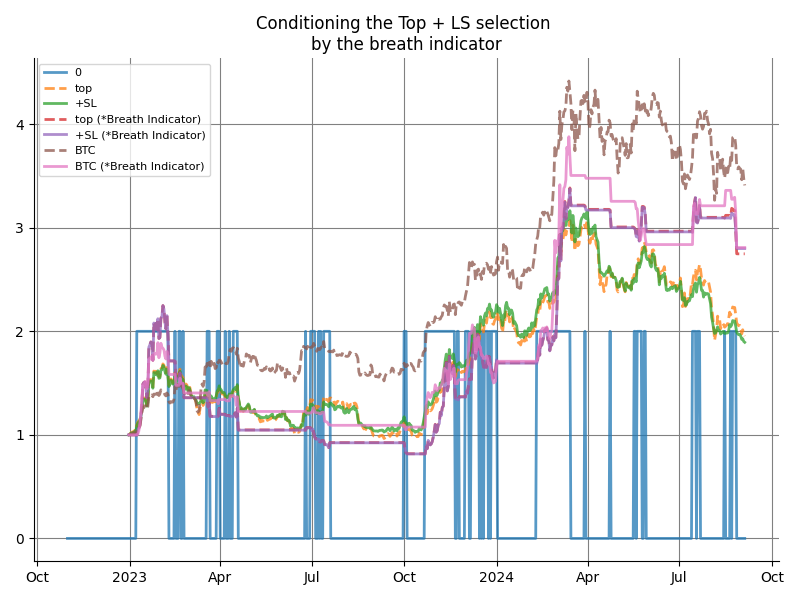 Conditioning the Top + LS selection
by the breath indicator
0
top
+SL
top (*Breath Indicator)
+SL (*Breath Indicator)
BTC
BTC (*Breath Indicator)
4
3
2
1
0
Oct 2023 Apr Jul Oct 2024 Apr Jul Oct